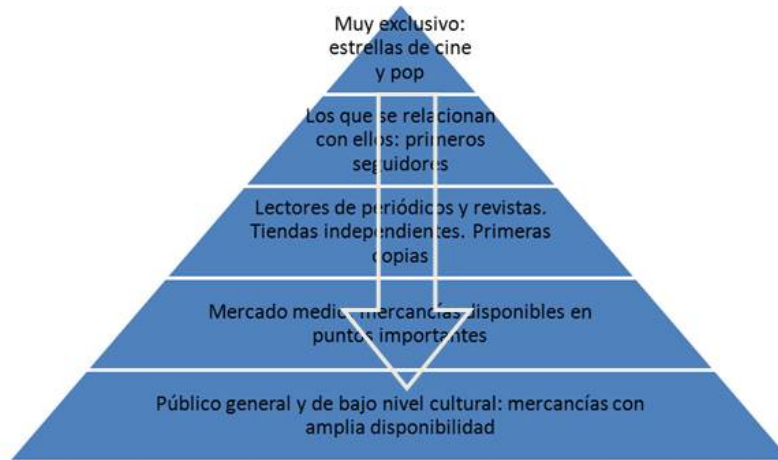 Muy exclusivo:
estrellas de cine
y pop
Los que se relacionan
con ellos: primeros
seguidores
Lectores de periódicos y revistas.
Tiendas independientes. Primeras
copias
Mercado medio: mercancías disponibles en
puntos importantes
Público general y de bajo nivel cultural: mercancías con
amplia disponibilidad